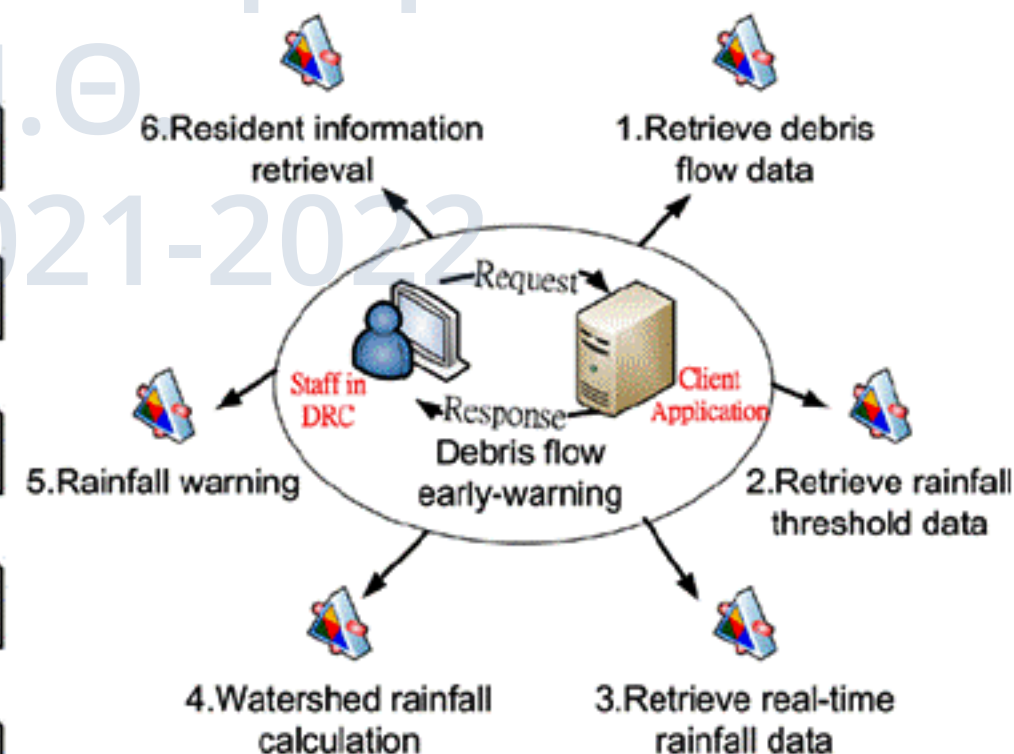 .Θ.
021-2022
6.Resident information
retrieval
1.Retrieve debris
flow data
Request
Staff in
DRC
Client
Application
Response
Debris flow
early-warning
5.Rainfall warning
2.Retrieve rainfall
threshold data
4.Watershed rainfall
calculation
3.Retrieve real-time
rainfall data